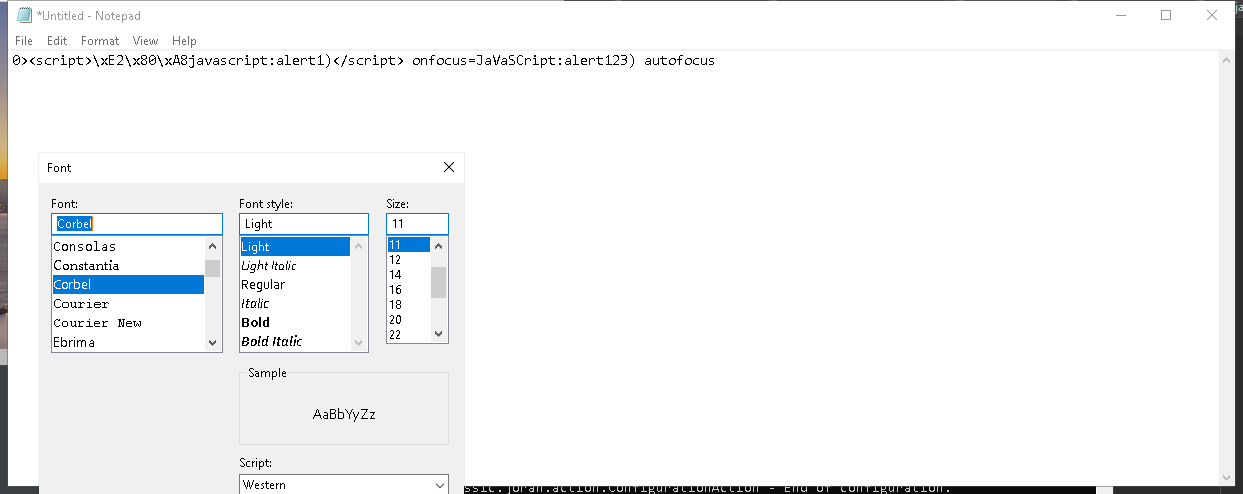 *Untitled - Notepad
File Edit Format View Help
0><script>\xE2\x80\xA8javascript:alert1)</script> onfocus=JaVaSCript:alert123) autofocus
Font
Font: Font style: Size:
Corbel Light 11
Consolas Light 11
Constantia Light Italic 12
Corbel Regular 14
Courier Italic 16
Courier New Bold 18
Ebrima Bold Italic 20
22
Sample
AaBbYyZz
Script:
Western
ssic.joran.action.ConfigurationAction - End of configuration.